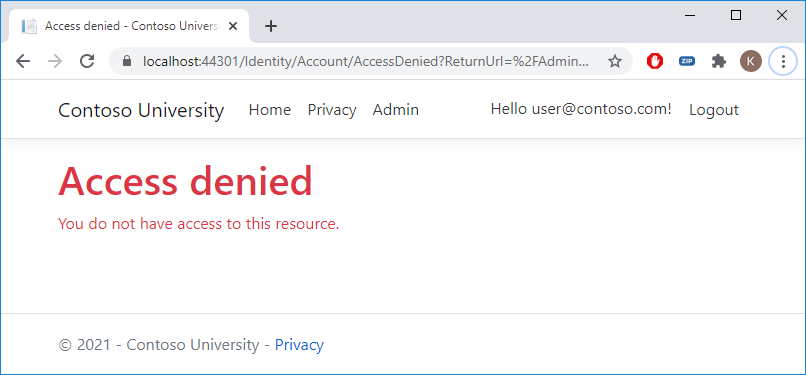 Access denied - Contoso Univers
localhost:44301/Identity/Account/AccessDenied?ReturnUrl=%2FAdmin...
ZIP
K
Contoso University Home Privacy Admin Hello user@contoso.com! Logout
Access denied
You do not have access to this resource.
© 2021 - Contoso University - Privacy